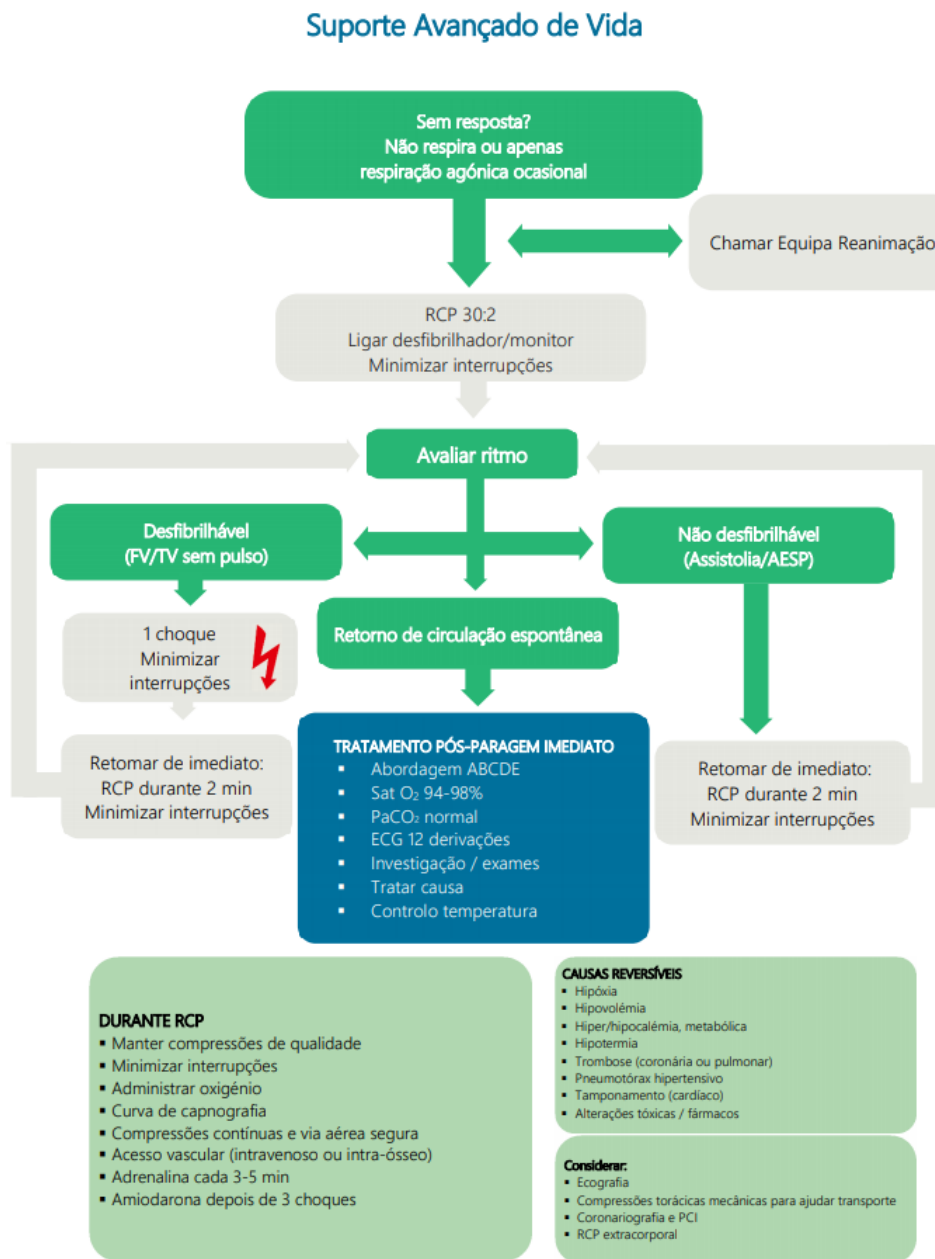 Suporte Avançado de Vida
Sem resposta?
Não respira ou apenas
respiração agónica ocasional
Chamar Equipa Reanimação
RCP 30:2
Ligar desfibrilhador/monitor
Minimizar interrupções
Avaliar ritmo
Desfibrilhável
(FV/TV sem pulso)
Não desfibrilhável
(Assistolia/AESP)
1 choque
Minimizar
interrupções
Retorno de circulação espontânea
Retomar de imediato:
RCP durante 2 min
Minimizar interrupções
TRATAMENTO PÓS-PARAGEM IMEDIATO
▪ Abordagem ABCDE
▪ Sat O₂ 94-98%
▪ PaCO₂ normal
▪ ECG 12 derivações
▪ Investigação / exames
▪ Tratar causa
▪ Controlo temperatura
Retomar de imediato:
RCP durante 2 min
Minimizar interrupções
DURANTE RCP
▪ Manter compressões de qualidade
▪ Minimizar interrupções
▪ Administrar oxigénio
▪ Curva de capnografia
▪ Compressões contínuas e via aérea segura
▪ Acesso vascular (intravenoso ou intra-ósseo)
▪ Adrenalina cada 3-5 min
▪ Amiodarona depois de 3 choques
CAUSAS REVERSÍVEIS
▪ Hipóxia
▪ Hipovolémia
▪ Hiper/hipocalémia, metabólica
▪ Hipotermia
▪ Trombose (coronária ou pulmonar)
▪ Pneumotórax hipertensivo
▪ Tamponamento (cardíaco)
▪ Alterações tóxicas / fármacos
Considerar:
▪ Ecografia
▪ Compressões torácicas mecânicas para ajudar transporte
▪ Coronariografia e PCI
▪ RCP extracorporal